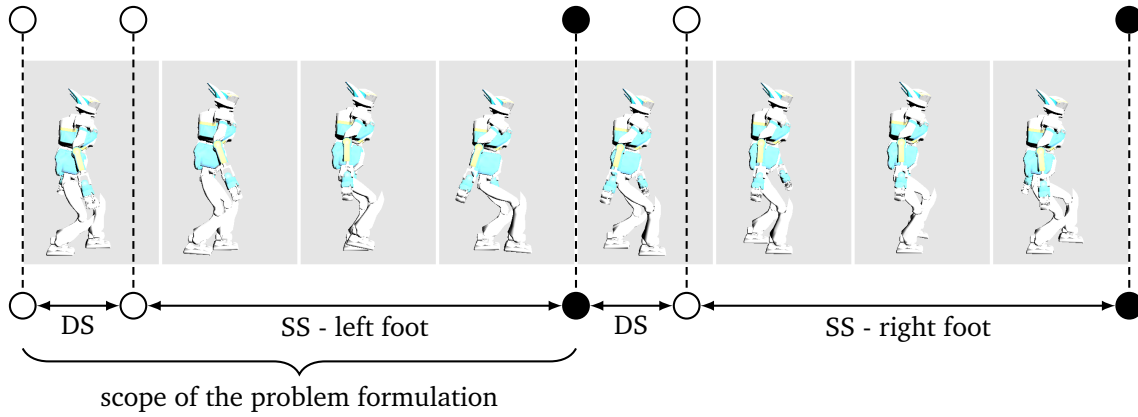 DS
SS - left foot
DS
SS - right foot
scope of the problem formulation